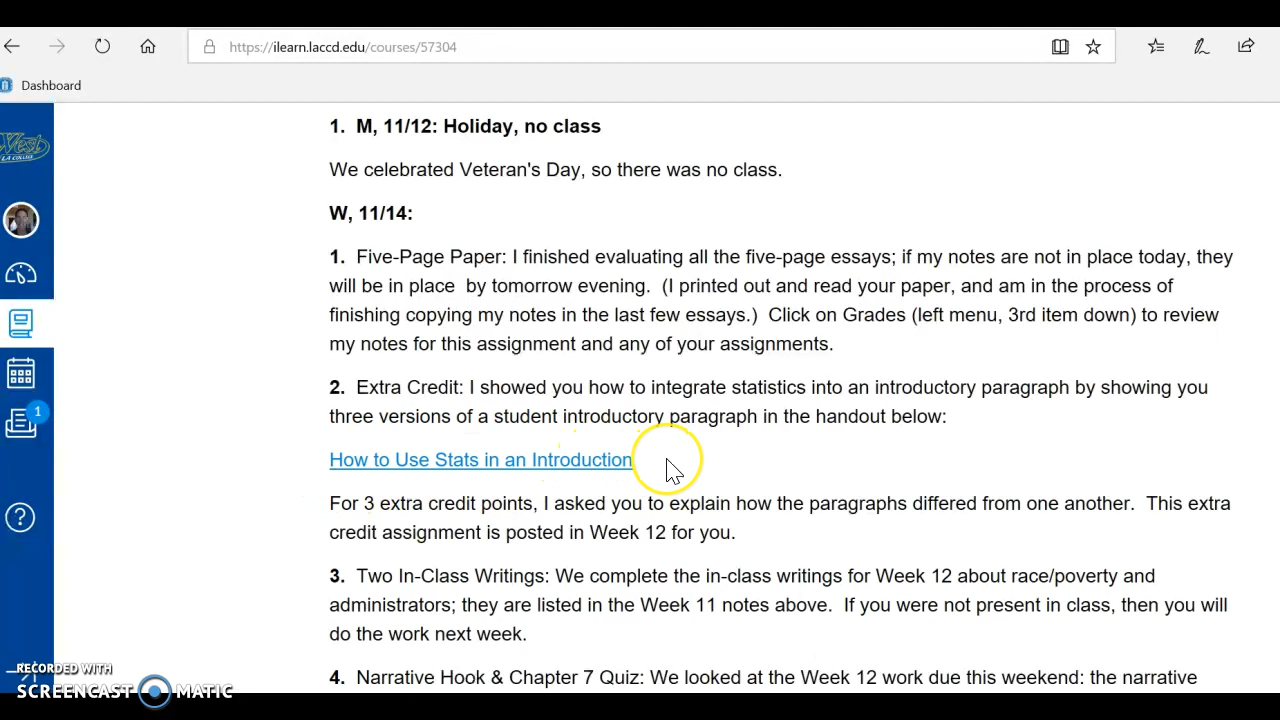 https://ilearn.laccd.edu/courses/57304
Dashboard
West
LA COLLEGE
1. M, 11/12: Holiday, no class
We celebrated Veteran's Day, so there was no class.
W, 11/14:
1. Five-Page Paper: I finished evaluating all the five-page essays; if my notes are not in place today, they
will be in place by tomorrow evening. (I printed out and read your paper, and am in the process of
finishing copying my notes in the last few essays.) Click on Grades (left menu, 3rd item down) to review
my notes for this assignment and any of your assignments.
2. Extra Credit: I showed you how to integrate statistics into an introductory paragraph by showing you
three versions of a student introductory paragraph in the handout below:
1
How to Use Stats in an Introduction
For 3 extra credit points, I asked you to explain how the paragraphs differed from one another. This extra
credit assignment is posted in Week 12 for you.
3. Two In-Class Writings: We complete the in-class writings for Week 12 about race/poverty and
administrators; they are listed in the Week 11 notes above. If you were not present in class, then you will
do the work next week.
4. Narrative Hook & Chapter 7 Quiz: We looked at the Week 12 work due this weekend: the narrative
RECORDED WITH
SCREENCAST MATIC